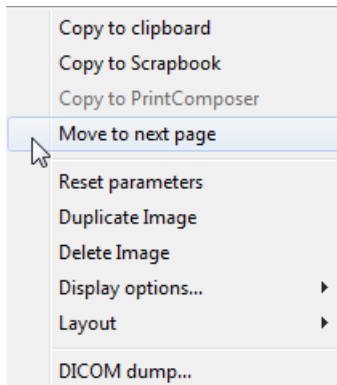 Copy to clipboard
Copy to Scrapbook
Copy to PrintComposer
Move to next page
Reset parameters
Duplicate Image
Delete Image
Display options...
Layout
DICOM dump...